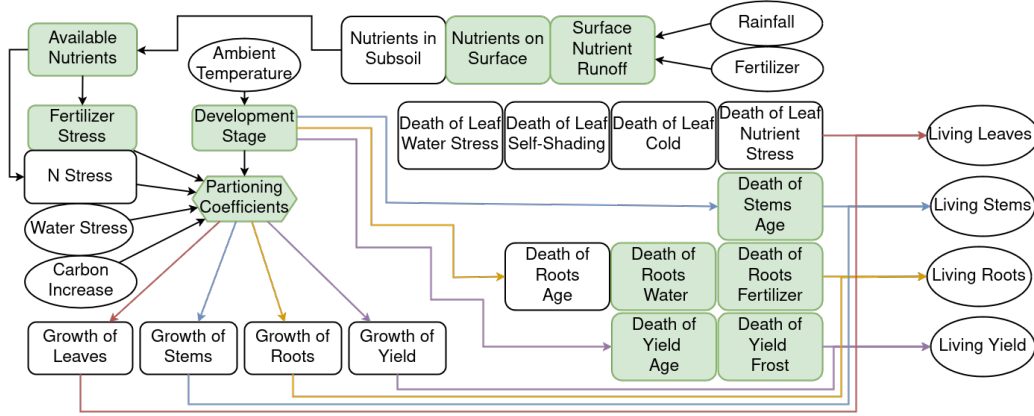 Available
Nutrients
Ambient
Temperature
Nutrients in
Subsoil
Nutrients on
Surface
Surface
Nutrient
Runoff
Rainfall
Fertilizer
Fertilizer
Stress
Development
Stage
Death of Leaf
Water Stress
Death of Leaf
Self-Shading
Death of Leaf
Cold
Death of Leaf
Nutrient
Stress
Living Leaves
N Stress
Partioning
Coefficients
Death of
Stems
Age
Living Stems
Water Stress
Carbon
Increase
Death of
Roots
Age
Death of
Roots
Water
Death of
Roots
Fertilizer
Living Roots
Growth of
Leaves
Growth of
Stems
Growth of
Roots
Growth of
Yield
Death of
Yield
Age
Death of
Yield
Frost
Living Yield